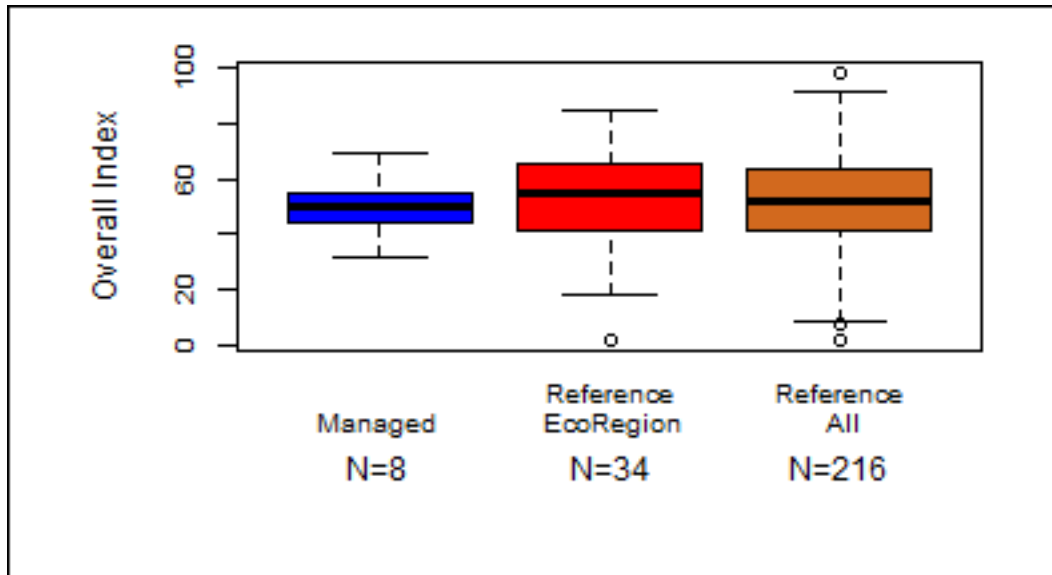 Overall Index
100
60
20
0
Managed
Reference
EcoRegion
Reference
All
N=8
N=34
N=216